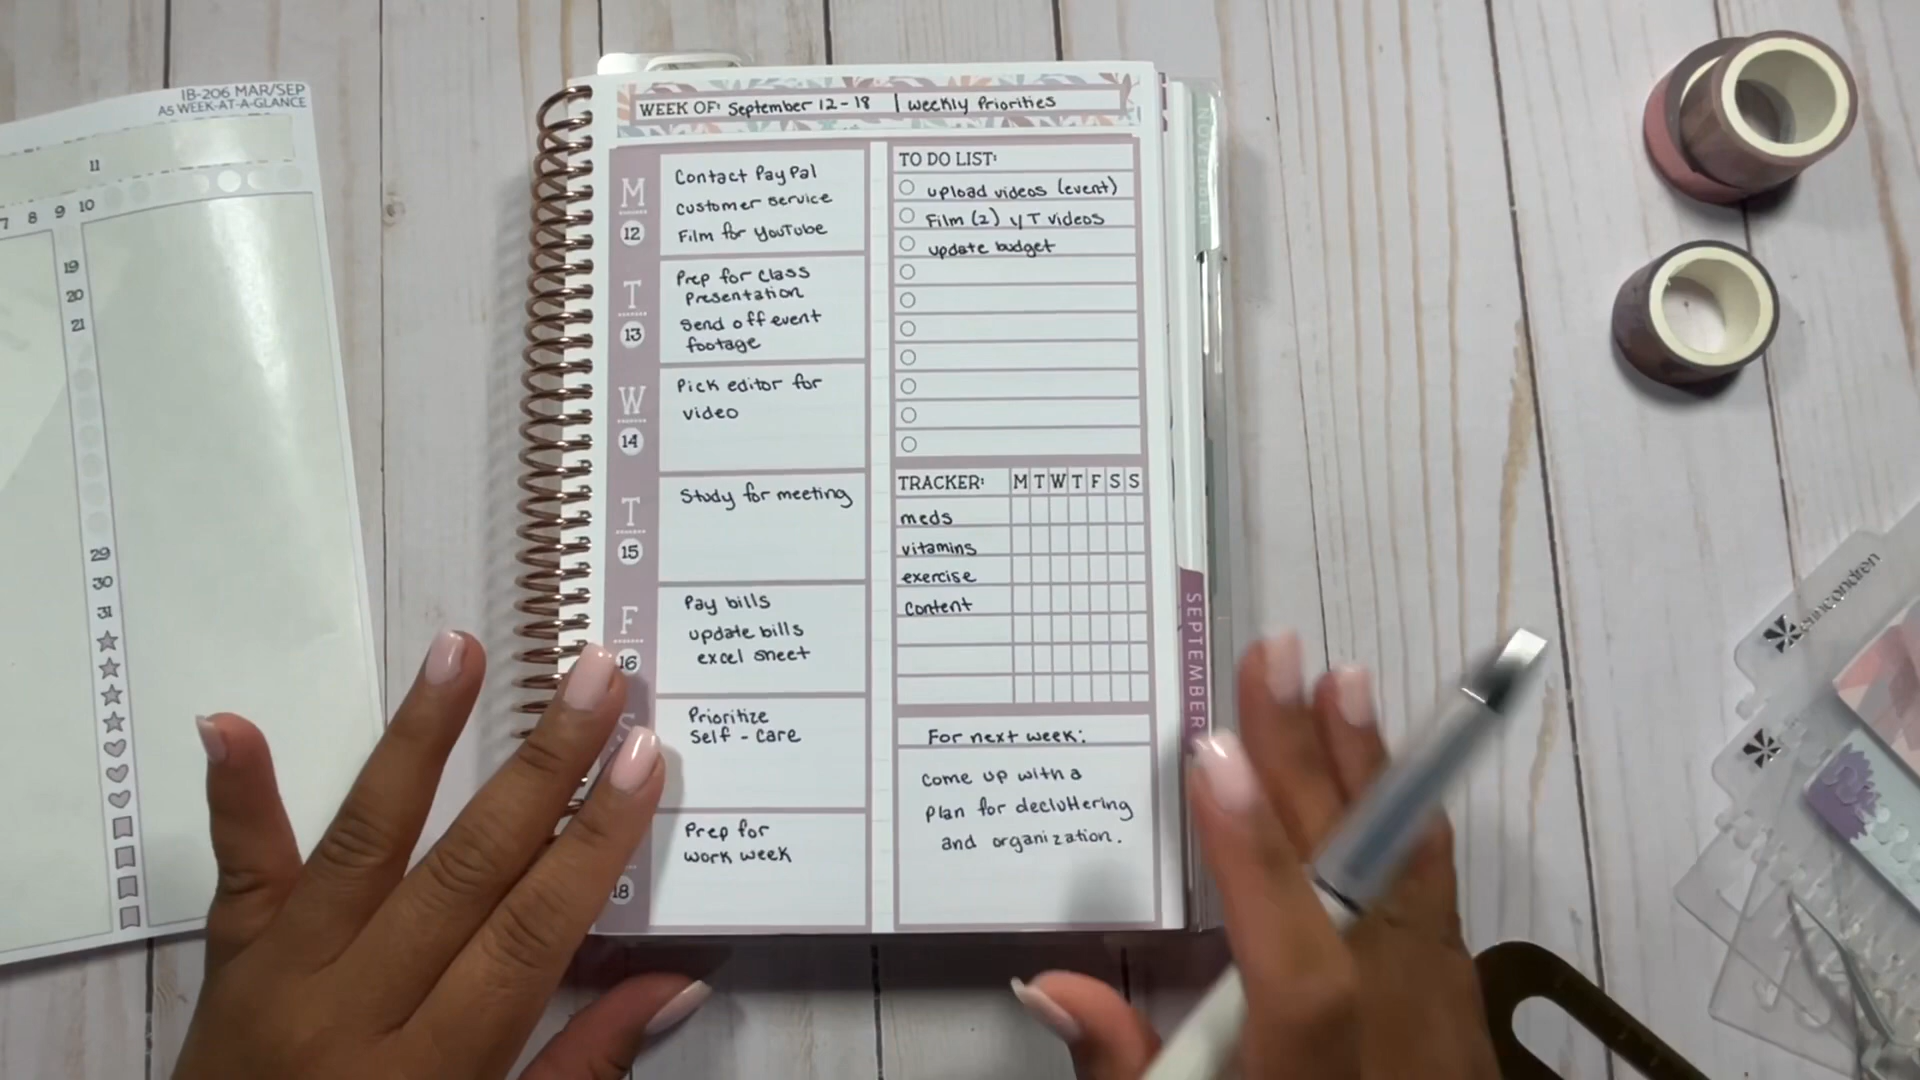 IB-206 MAR/SEP
A5 WEEK-AT-A-GLANCE
11
7 8 9 10
19
20
21
29
30
31
WEEK OF: September 12-18 | Weekly Priorities
M
12
Contact PayPal
customer service
Film for YouTube
T
13
Prep for class
presentation
Send off event
footage
W
14
Pick editor for
video
T
15
Study for meeting
F
16
Pay bills
update bills
excel sheet
S
Prioritize
Self - care
18
Prep for
work week
TO DO LIST:
upload videos (event)
Film (2) YT videos
update budget
TRACKER: M T W T F S S
meds
vitamins
exercise
content
For next week:
Come up with a
Plan for decluttering
and organization.
NOVEMBER
SEPTEMBER
erincondren